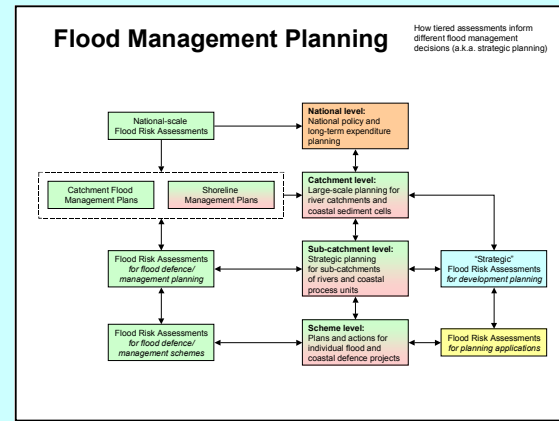 Flood Management Planning
How tiered assessments inform
different flood management
decisions (a.k.a. strategic planning)
National-scale
Flood Risk Assessments
National level:
National policy and
long-term expenditure
planning
Catchment Flood
Management Plans
Shoreline
Management Plans
Catchment level:
Large-scale planning for
river catchments and
coastal sediment cells
Flood Risk Assessments
for flood defence/
management planning
Sub-catchment level:
Strategic planning
for sub-catchments
of rivers and coastal
process units
"Strategic"
Flood Risk Assessments
for development planning
Flood Risk Assessments
for flood defence/
management schemes
Scheme level:
Plans and actions for
individual flood and
coastal defence projects
Flood Risk Assessments
for planning applications